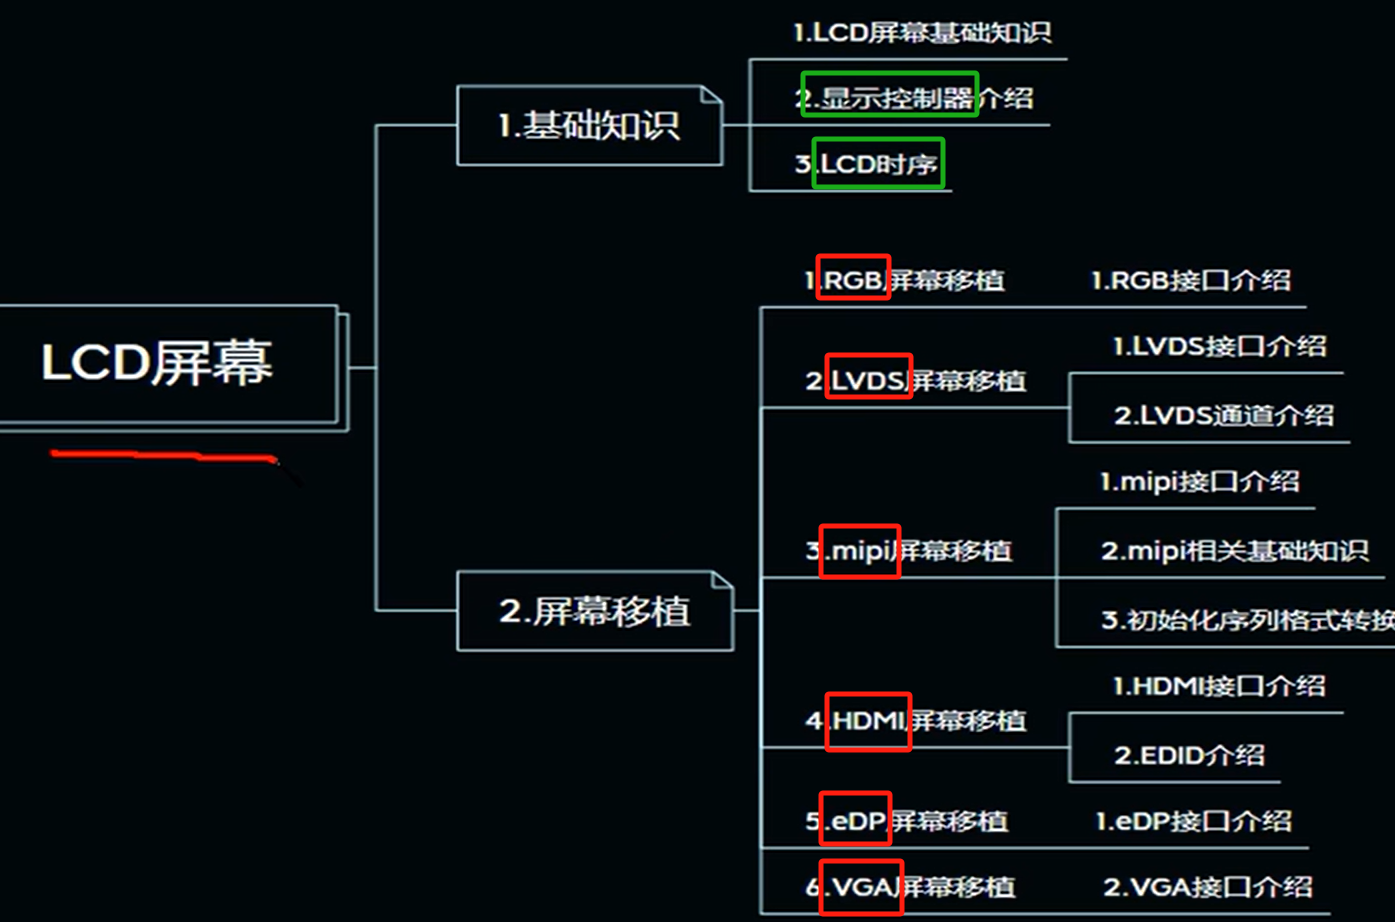 LCD屏幕
1.基础知识
1.LCD屏幕基础知识
2.显示控制器介绍
3.LCD时序
2.屏幕移植
1.RGB屏幕移植
1.RGB接口介绍
2.LVDS屏幕移植
1.LVDS接口介绍
2.LVDS通道介绍
3.mipi屏幕移植
1.mipi接口介绍
2.mipi相关基础知识
3.初始化序列格式转换
4.HDMI屏幕移植
1.HDMI接口介绍
2.EDID介绍
5.eDP屏幕移植
1.eDP接口介绍
6.VGA屏幕移植
2.VGA接口介绍